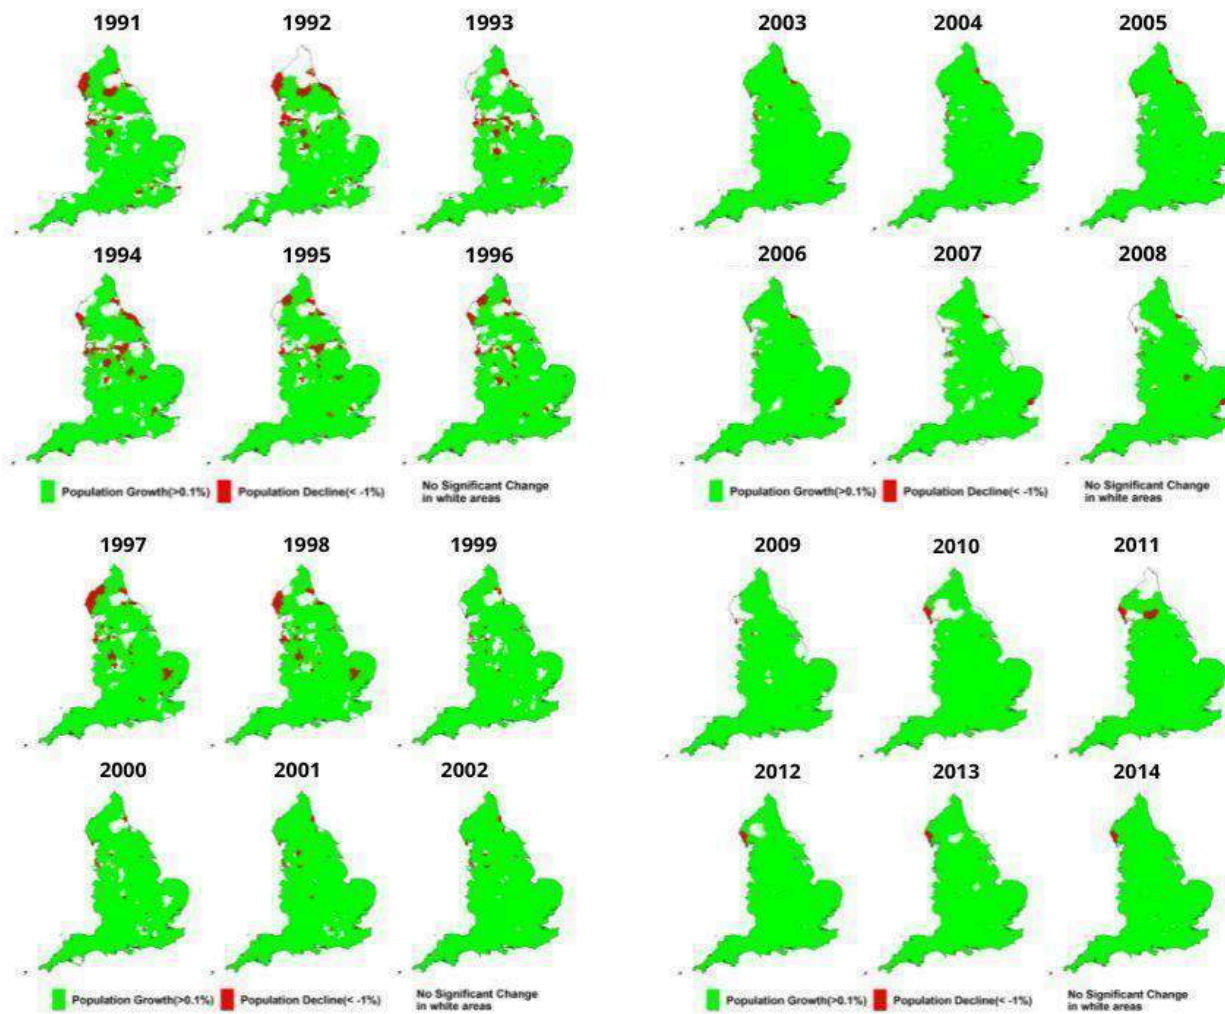 1991 1992 1993
1994 1995 1996
Population Growth(>0.1%) Population Decline(< -1%) No Significant Change
in white areas
1997 1998 1999
2000 2001 2002
Population Growth(>0.1%) Population Decline(< -1%) No Significant Change
in white areas
2003 2004 2005
2006 2007 2008
Population Growth(>0.1%) Population Decline(< -1%) No Significant Change
in white areas
2009 2010 2011
2012 2013 2014
Population Growth(>0.1%) Population Decline(< -1%) No Significant Change
in white areas